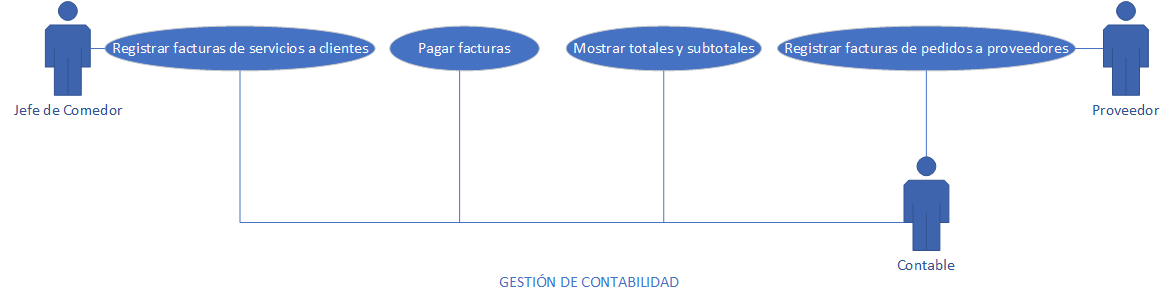 Registrar facturas de servicios a clientes
Pagar facturas
Mostrar totales y subtotales
Registrar facturas de pedidos a proveedores
Jefe de Comedor
Proveedor
Contable
GESTIÓN DE CONTABILIDAD